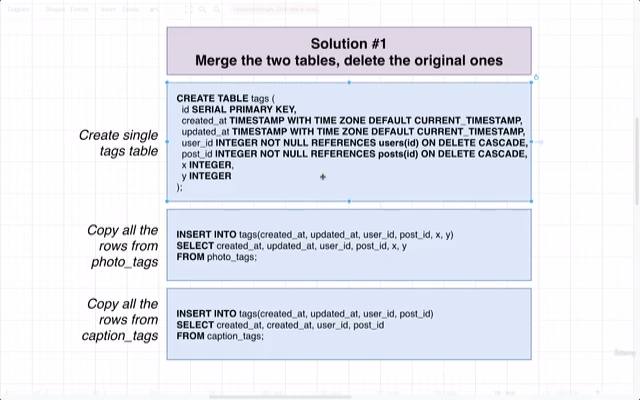 Solution #1
Merge the two tables, delete the original ones
Create single
tags table
CREATE TABLE tags (
id SERIAL PRIMARY KEY,
created_at TIMESTAMP WITH TIME ZONE DEFAULT CURRENT_TIMESTAMP,
updated_at TIMESTAMP WITH TIME ZONE DEFAULT CURRENT_TIMESTAMP,
user_id INTEGER NOT NULL REFERENCES users(id) ON DELETE CASCADE,
post_id INTEGER NOT NULL REFERENCES posts(id) ON DELETE CASCADE,
x INTEGER,
y INTEGER
);
Copy all the
rows from
photo_tags
INSERT INTO tags(created_at, updated_at, user_id, post_id, x, y)
SELECT created_at, updated_at, user_id, post_id, x, y
FROM photo_tags;
Copy all the
rows from
caption_tags
INSERT INTO tags(created_at, updated_at, user_id, post_id)
SELECT created_at, created_at, user_id, post_id
FROM caption_tags;